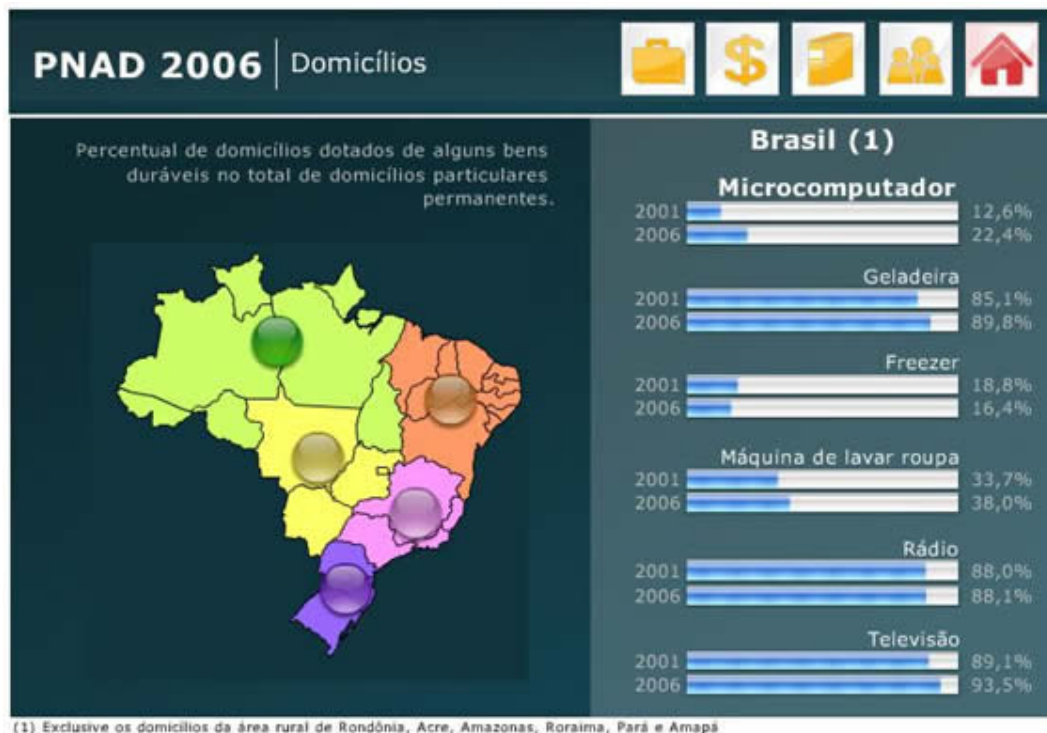 PNAD 2006 | Domicílios
Percentual de domicílios dotados de alguns bens
duráveis no total de domicílios particulares
permanentes.
Brasil (1)
Microcomputador
2001 12,6%
2006 22,4%
Geladeira
2001 85,1%
2006 89,8%
Freezer
2001 18,8%
2006 16,4%
Máquina de lavar roupa
2001 33,7%
2006 38,0%
Rádio
2001 88,0%
2006 88,1%
Televisão
2001 89,1%
2006 93,5%
(1) Exclusive os domicílios da área rural de Rondônia, Acre, Amazonas, Roraima, Pará e Amapá